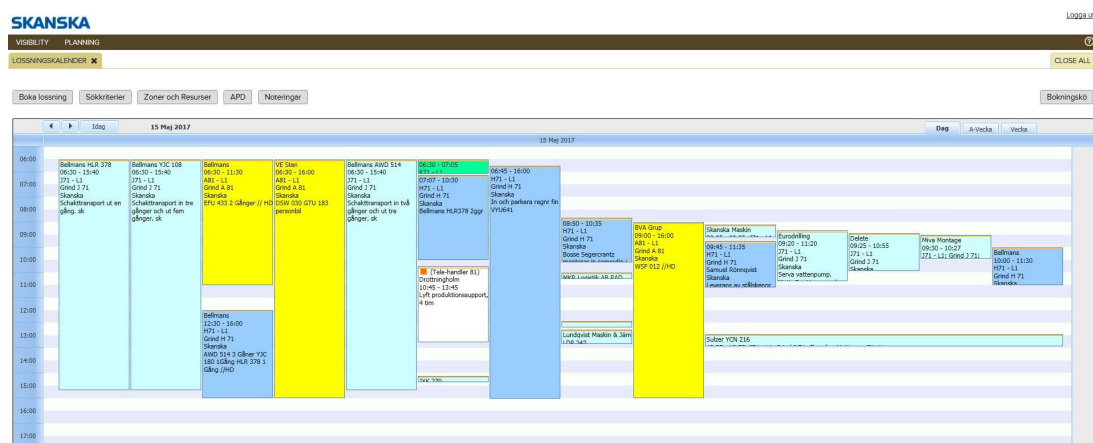 SKANSKA
Logga ut
VISIBILITY PLANNING
LOSSNINGSKALENDER
CLOSE ALL
Boka lossning Sökkriterier Zoner och Resurser APD Noteringar Bokningskö
Idag 15 Maj 2017 Dag A-Vecka Vecka
15 Maj 2017
06:00
07:00
08:00
09:00
10:00
11:00
12:00
13:00
14:00
15:00
16:00
17:00
Bellmans HLR 378
06:30 - 15:40
J71 - L1
Grind J 71
Skanska
Schakttransport ut en
gång. sk
Bellmans YJC 108
06:30 - 15:40
J71 - L1
Grind J 71
Skanska
Schakttransport in tre
gånger och ut fem
gånger. sk
Bellmans
06:30 - 11:30
A81 - L1
Grind A 81
Skanska
EFU 433 2 Gånger // HD
Bellmans
12:30 - 16:00
H71 - L1
Grind H 71
Skanska
AWD 514 3 Gåner YJC
180 1Gång HLR 378 1
Gång //HD
VE Sten
06:30 - 16:00
A81 - L1
Grind A 81
Skanska
DSW 030 GTU 183
personbil
Bellmans AWD 514
06:30 - 15:40
J71 - L1
Grind J 71
Skanska
Schakttransport in två
gånger och ut tre
gånger. sk
06:30 - 07:05
07:07 - 10:30
H71 - L1
Grind H 71
Skanska
Bellmans HLR378 2ggr
(Tele-handler 81)
Drottningholm
10:45 - 13:45
Lyft produktionssupport,
4 tim
06:45 - 16:00
H71 - L1
Grind H 71
Skanska
In och parkera regnr fin
VYU641
08:50 - 10:35
H71 - L1
Grind H 71
Skanska
Bosse Segercrantz
MKB Logistik AB
Lundqvist Maskin & Järn
BVA Grup
09:00 - 16:00
A81 - L1
Grind A 81
Skanska
WSF 012 //HD
Skanska Maskin
09:45 - 11:35
H71 - L1
Grind H 71
Samuel Rönnqvist
Skanska
Leverans av stålskenor
Eurodrilling
09:20 - 11:20
J71 - L1
Grind J 71
Skanska
Serva vattenpump.
Delete
09:25 - 10:55
J71 - L1
Grind J 71
Skanska
Miva Montage
09:30 - 10:27
J71 - L1; Grind J 71;
Bellmans
10:00 - 11:30
H71 - L1
Grind H 71
Skanska
Sulzer YCN 216